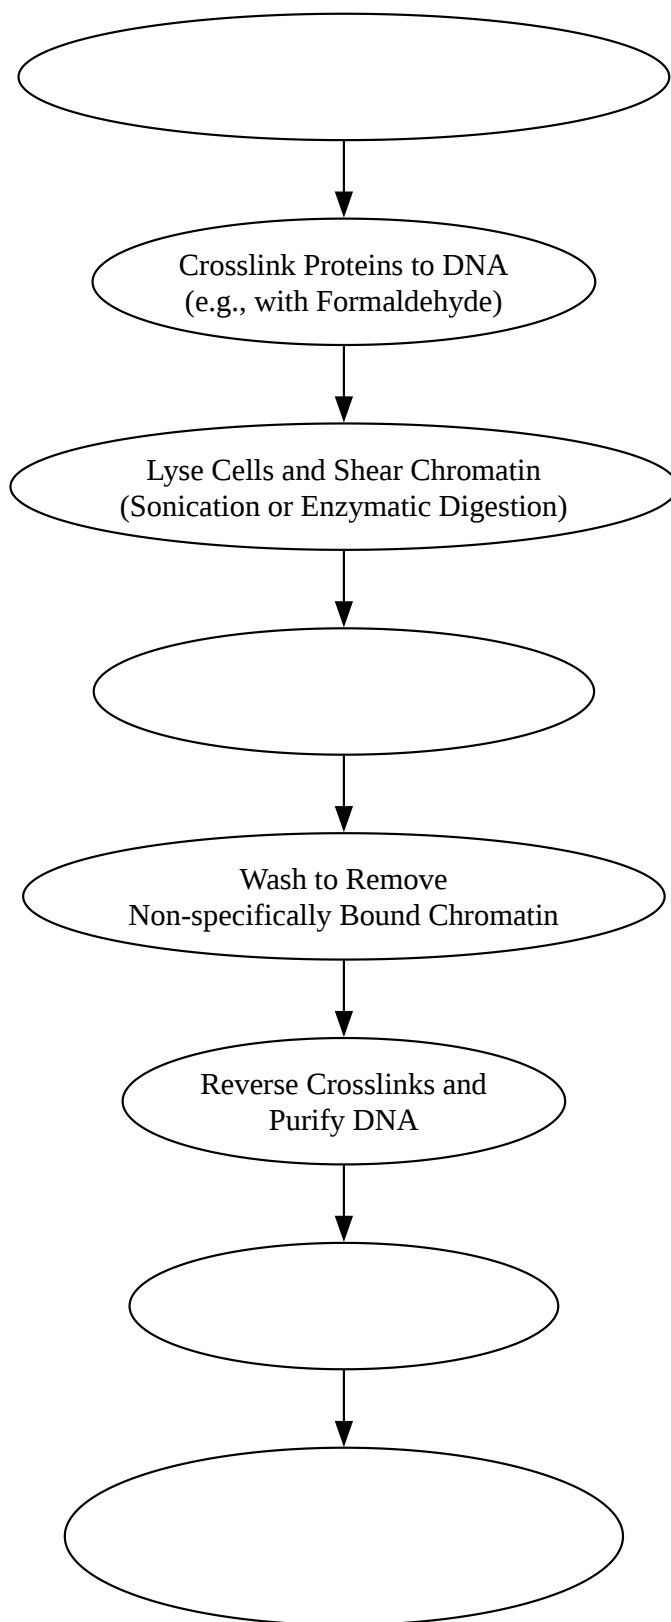 Crosslink Proteins to DNA
(e.g., with Formaldehyde)
Lyse Cells and Shear Chromatin
(Sonication or Enzymatic Digestion)
Wash to Remove
Non-specifically Bound Chromatin
Reverse Crosslinks and
Purify DNA